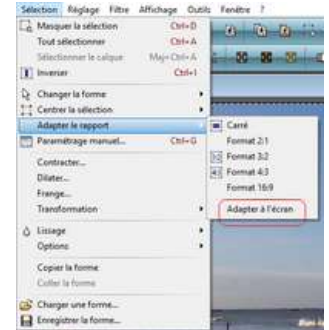 Sélection Réglage Filtre Affichage Outils Fenêtre ?
Masquer la sélection Ctrl+D
Tout sélectionner Ctrl+A
Sélectionner le calque Maj+Ctrl+A
Inverser Ctrl+I
Changer la forme
Centrer la sélection
Adapter le rapport
Paramétrage manuel... Ctrl+G
Contracter...
Dilater...
Frange...
Transformation
Lissage
Options
Copier la forme
Coller la forme
Charger une forme...
Enregistrer la forme...
Carré
Format 2:1
Format 3:2
Format 4:3
Format 16:9
Adapter à l'écran